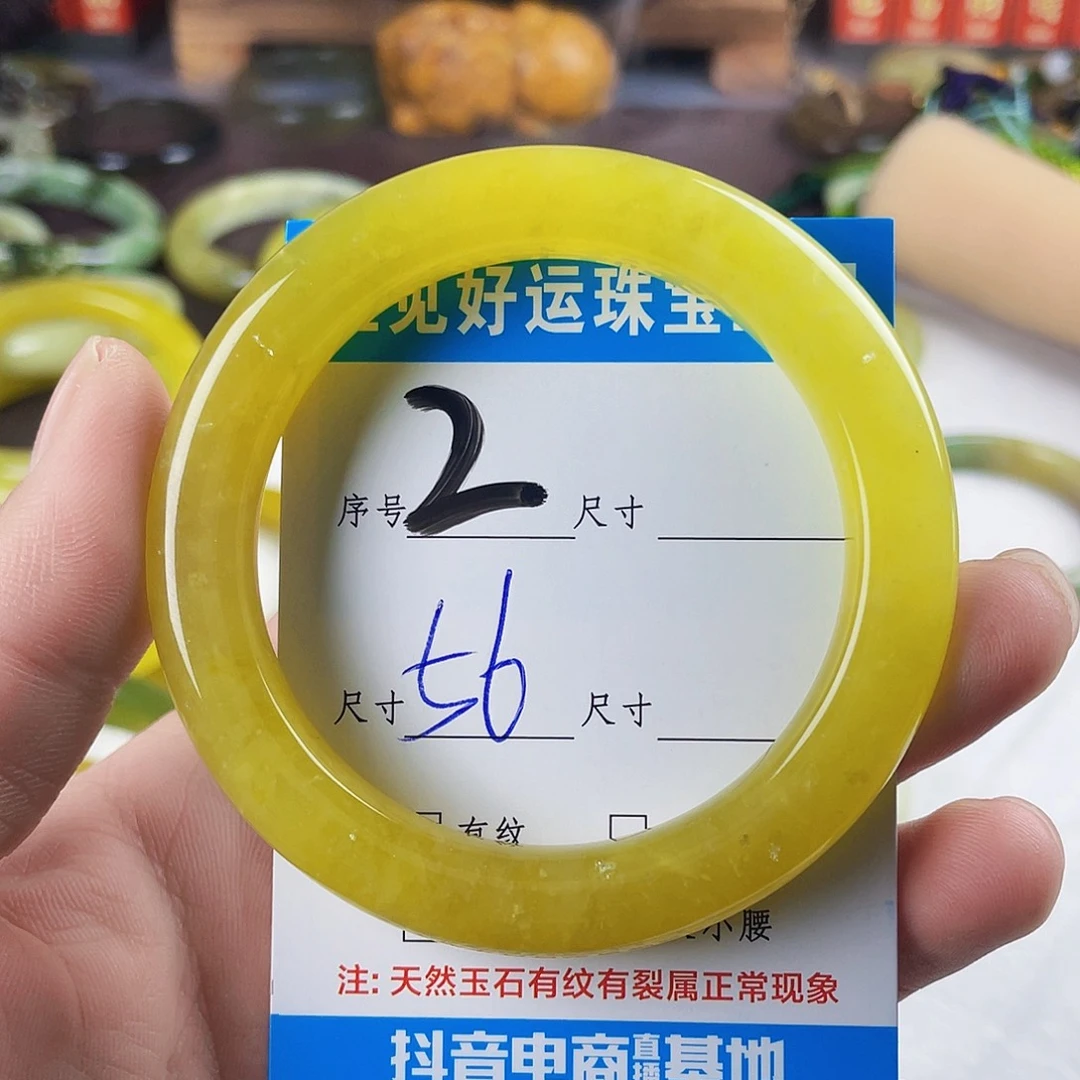 见好运珠宝
序号 2 尺寸
尺寸 56 尺寸
有纹
小腰
注: 天然玉石有纹有裂属正常现象
抖音电商直播基地